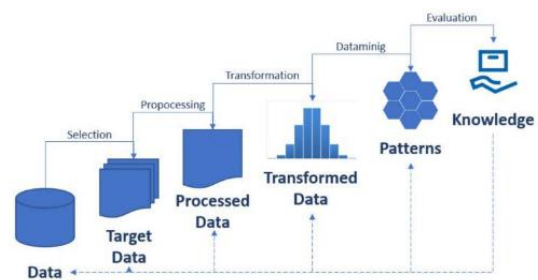 Evaluation
Dataminig
Transformation
Propocessing
Selection
Knowledge
Patterns
Transformed
Data
Processed
Data
Target
Data
Data